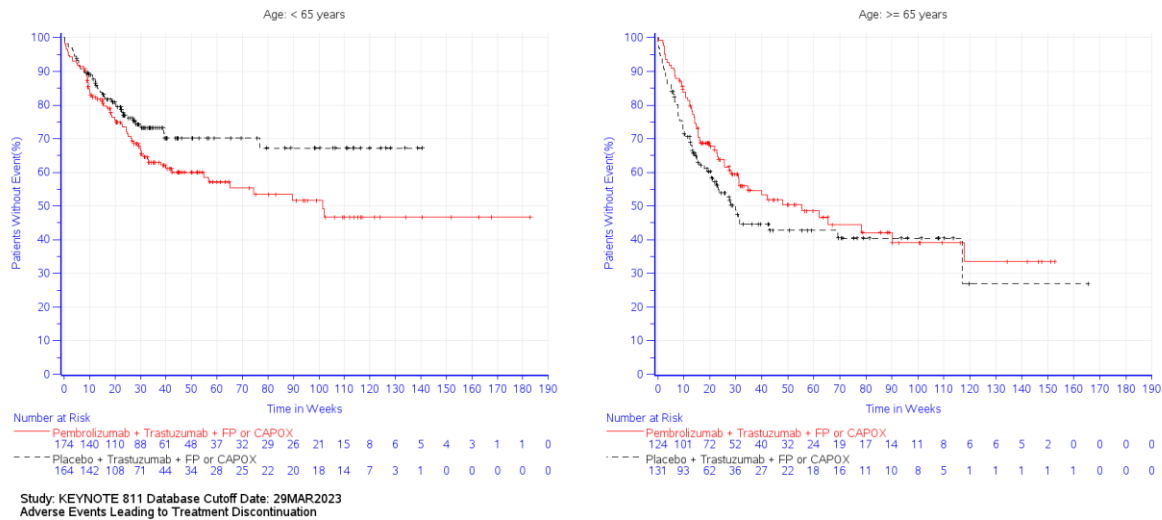 Age: < 65 years
Patients Without Event(%)
100
90
80
70
60
50
40
30
20
10
0
0 10 20 30 40 50 60 70 80 90 100 110 120 130 140 150 160 170 180 190
Time in Weeks
Number at Risk
Pembrolizumab + Trastuzumab + FP or CAPOX
174 140 110 88 61 48 37 32 29 26 21 15 8 6 5 4 3 1 1 0
Placebo + Trastuzumab + FP or CAPOX
164 142 108 71 44 34 28 25 22 20 18 14 7 3 1 0 0 0 0 0
Age: >= 65 years
Patients Without Event(%)
100
90
80
70
60
50
40
30
20
10
0
0 10 20 30 40 50 60 70 80 90 100 110 120 130 140 150 160 170 180 190
Time in Weeks
Number at Risk
Pembrolizumab + Trastuzumab + FP or CAPOX
124 101 72 52 40 32 24 19 17 14 11 8 6 6 5 2 0 0 0 0
Placebo + Trastuzumab + FP or CAPOX
131 93 62 36 27 22 18 16 11 10 8 5 1 1 1 1 1 0 0 0
Study: KEYNOTE 811 Database Cutoff Date: 29MAR2023
Adverse Events Leading to Treatment Discontinuation